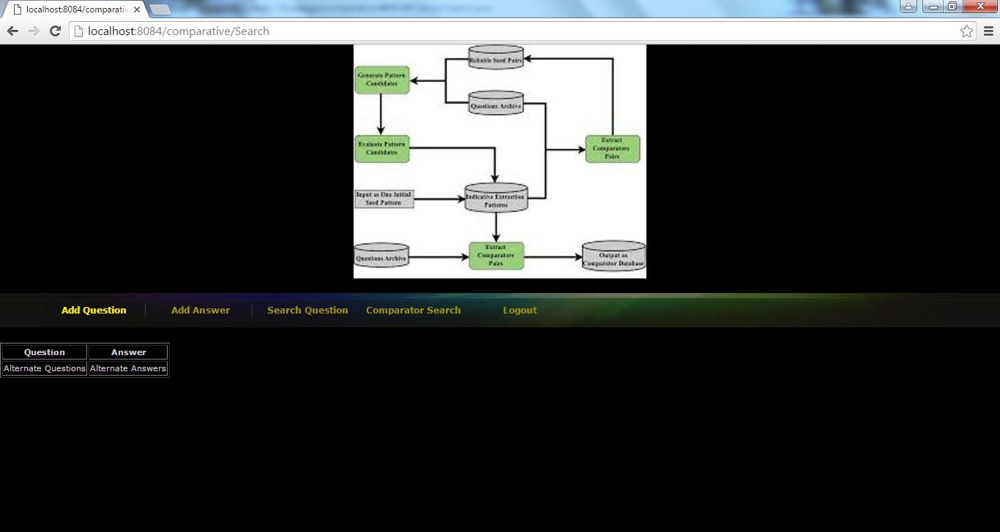 localhost:8084/comparativ
localhost:8084/comparative/Search
Reliable Seed Pairs
Generate Pattern
Candidates
Questions Archive
Evaluate Pattern
Candidates
Extract
Comparators
Pairs
Input as One Initial
Seed Pattern
Indicative Extraction
Patterns
Questions Archive
Extract
Comparators
Pairs
Output as
Comparator Database
Add Question
Add Answer
Search Question
Comparator Search
Logout
Question
Answer
Alternate Questions
Alternate Answers